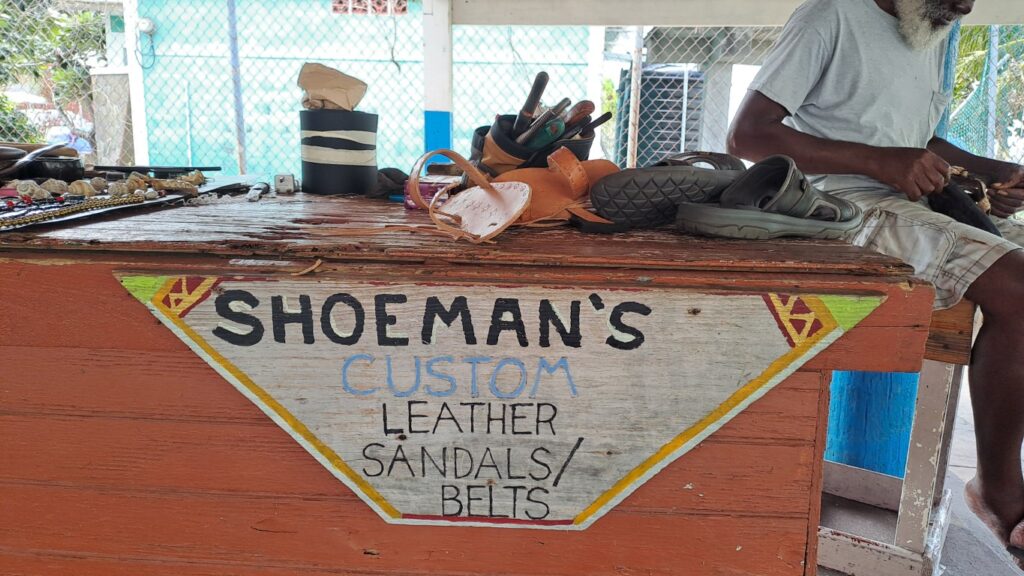 SHOEMAN'S
CUSTOM
LEATHER
SANDALS/
BELTS